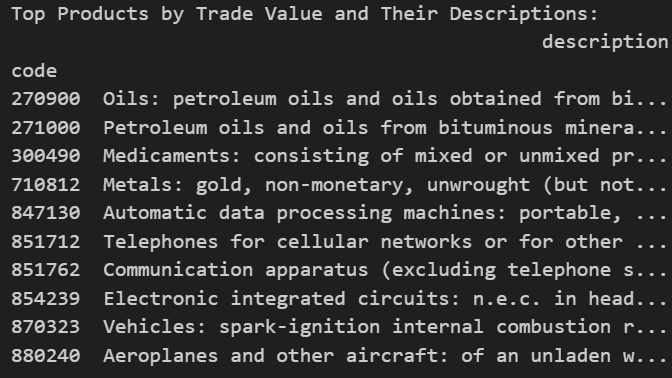 Top Products by Trade Value and Their Descriptions:
description
code
270900 Oils: petroleum oils and oils obtained from bi...
271000 Petroleum oils and oils from bituminous minera...
300490 Medicaments: consisting of mixed or unmixed pr...
710812 Metals: gold, non-monetary, unwrought (but not...
847130 Automatic data processing machines: portable, ...
851712 Telephones for cellular networks or for other ...
851762 Communication apparatus (excluding telephone s...
854239 Electronic integrated circuits: n.e.c. in head...
870323 Vehicles: spark-ignition internal combustion r...
880240 Aeroplanes and other aircraft: of an unladen w...